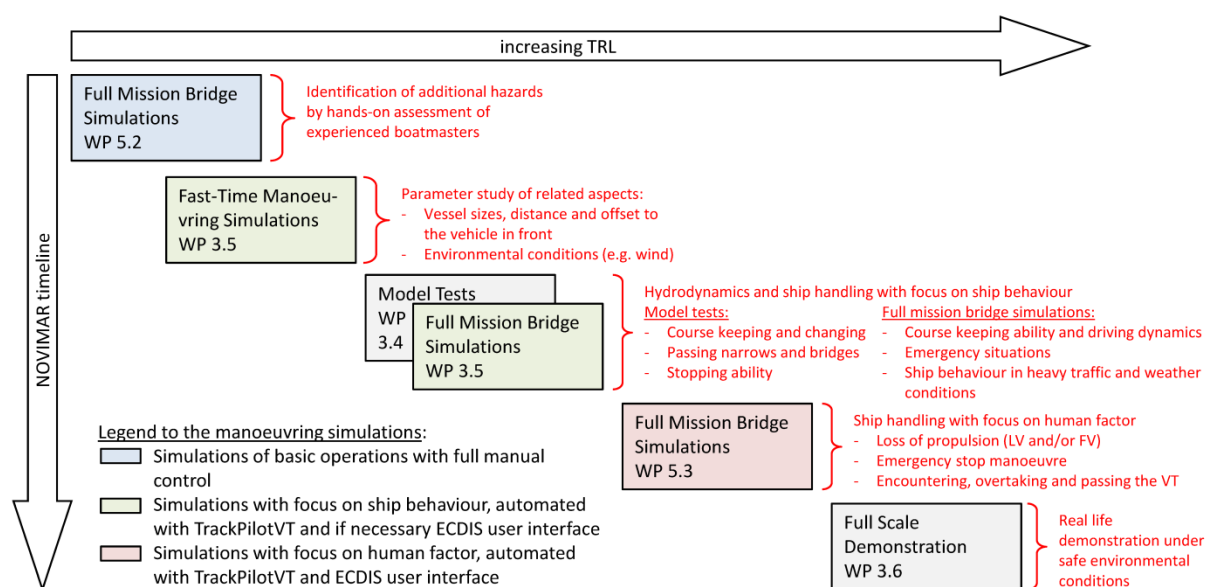 increasing TRL
NOVIMAR timeline
Full Mission Bridge
Simulations
WP 5.2
Identification of additional hazards
by hands-on assessment of
experienced boatmasters
Fast-Time Manoeu-
vring Simulations
WP 3.5
Parameter study of related aspects:
- Vessel sizes, distance and offset to
the vehicle in front
- Environmental conditions (e.g. wind)
Model Tests
WP
3.4
Full Mission Bridge
Simulations
WP 3.5
Hydrodynamics and ship handling with focus on ship behaviour
Model tests:
- Course keeping and changing
- Passing narrows and bridges
- Stopping ability
Full mission bridge simulations:
- Course keeping ability and driving dynamics
- Emergency situations
- Ship behaviour in heavy traffic and weather
conditions
Full Mission Bridge
Simulations
WP 5.3
Ship handling with focus on human factor
- Loss of propulsion (LV and/or FV)
- Emergency stop manoeuvre
- Encountering, overtaking and passing the VT
Full Scale
Demonstration
WP 3.6
Real life
demonstration under
safe environmental
conditions
Legend to the manoeuvring simulations:
Simulations of basic operations with full manual
control
Simulations with focus on ship behaviour, automated
with TrackPilotVT and if necessary ECDIS user interface
Simulations with focus on human factor, automated
with TrackPilotVT and ECDIS user interface